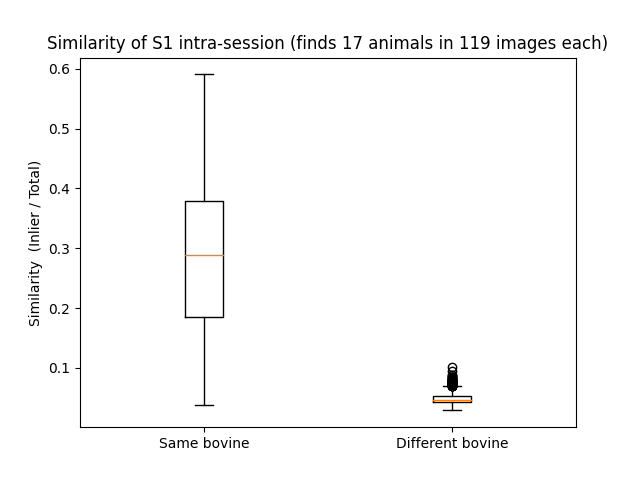 Similarity of S1 intra-session (finds 17 animals in 119 images each)
0.6
0.5
0.4
0.3
0.2
0.1
Similarity  (Inlier / Total)
Same bovine
Different bovine